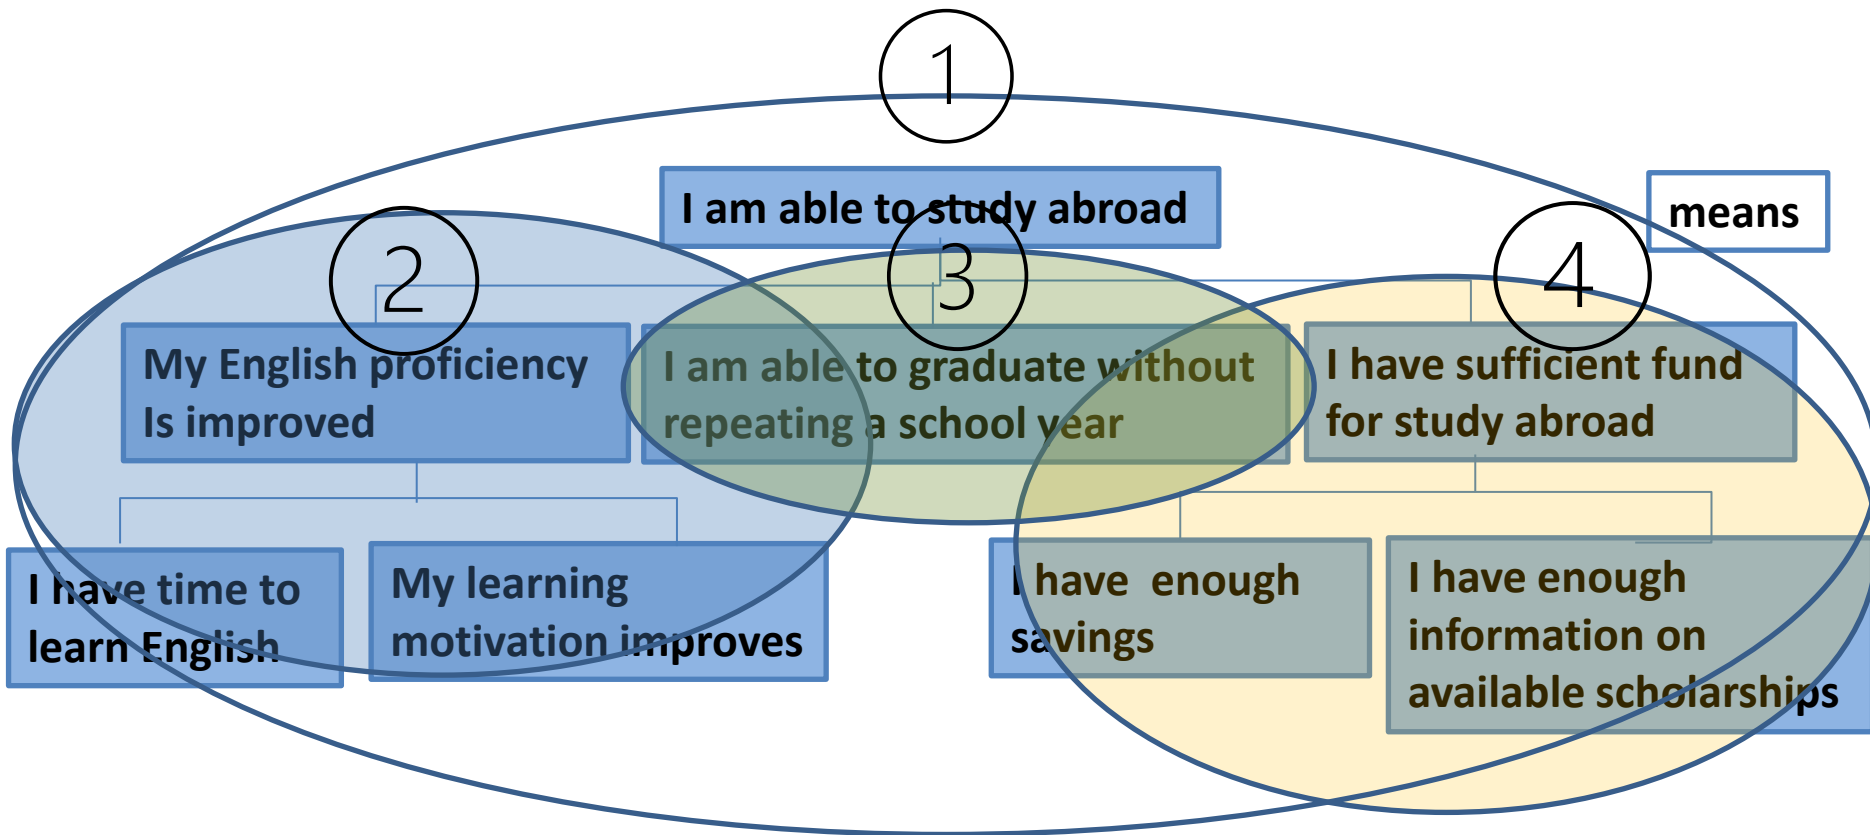 1
I am able to study abroad
means
2
3
4
My English proficiency
Is improved
I am able to graduate without
repeating a school year
I have sufficient fund
for study abroad
I have time to
learn English
My learning
motivation improves
I have  enough
savings
I have enough
information on
available scholarships